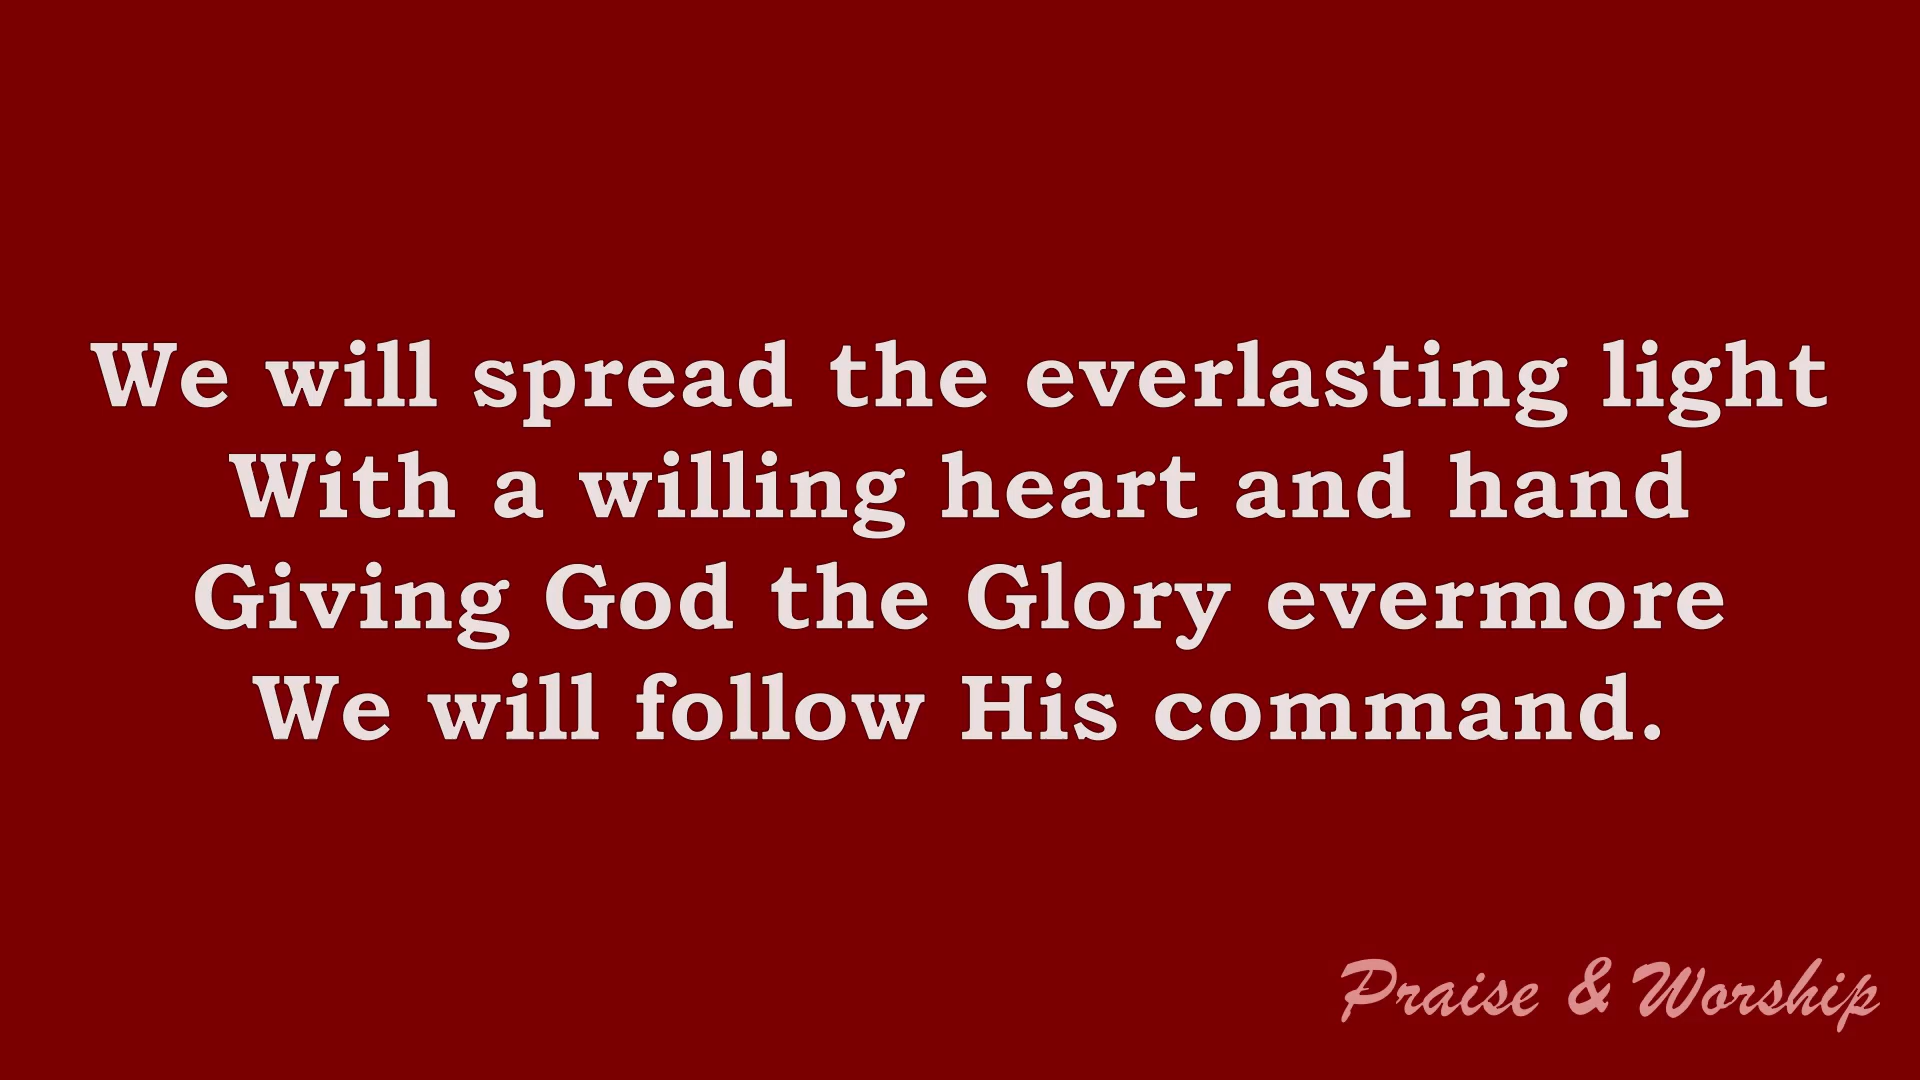 We will spread the everlasting light
With a willing heart and hand
Giving God the Glory evermore
We will follow His command.
Praise & Worship